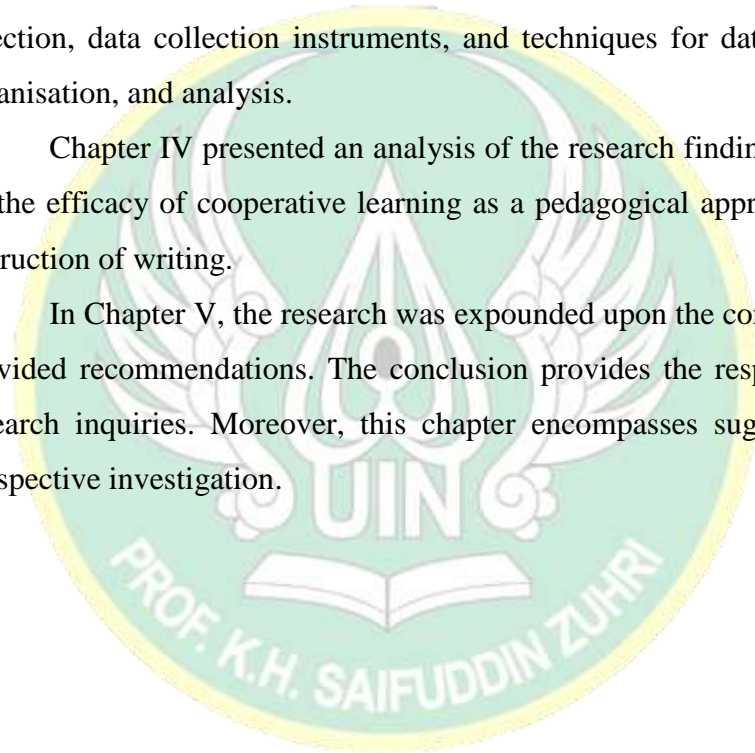 ection, data collection instruments, and techniques for dat
anisation, and analysis.
Chapter IV presented an analysis of the research findin
the efficacy of cooperative learning as a pedagogical appr
ruction of writing.
In Chapter V, the research was expounded upon the co
vided recommendations. The conclusion provides the resp
earch inquiries. Moreover, this chapter encompasses sug
spective investigation.
UIN
PROF. K.H. SAIFUDDIN ZUHRI